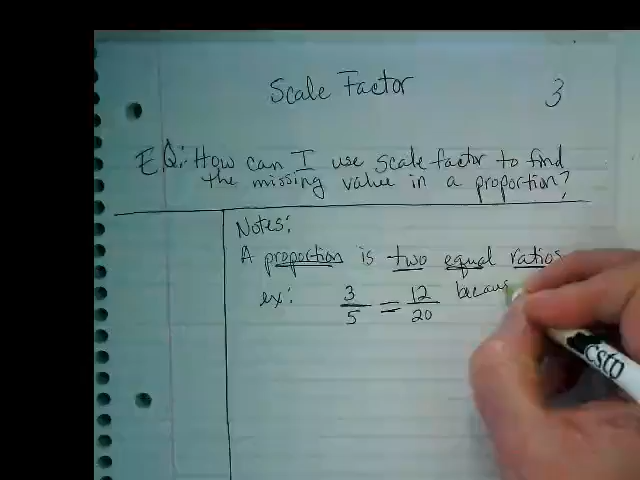 Scale Factor 3
EQ: How can I use scale factor to find
the missing value in a proportion?
Notes:
A proportion is two equal ratios
ex: 3/5 = 12/20 becaus